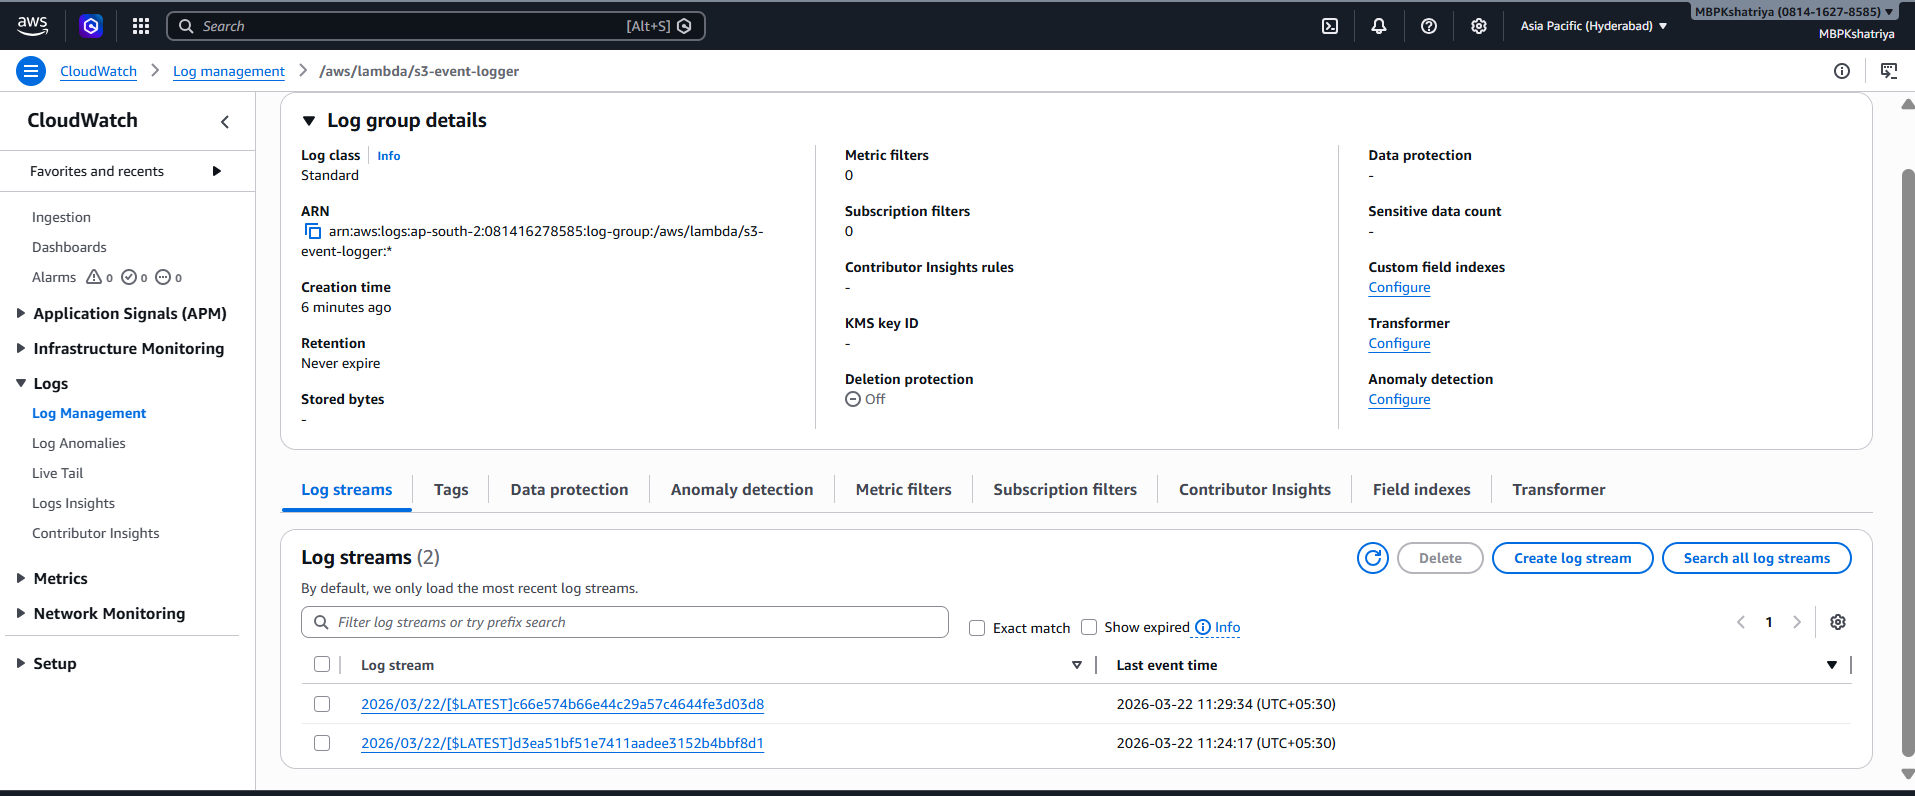 aws
Search
[Alt+S]
Asia Pacific (Hyderabad)
MBPKshatriya (0814-1627-8585)
MBPKshatriya
CloudWatch
Log management
/aws/lambda/s3-event-logger
CloudWatch
Favorites and recents
Ingestion
Dashboards
Alarms 0 0 0
Application Signals (APM)
Infrastructure Monitoring
Logs
Log Management
Log Anomalies
Live Tail
Logs Insights
Contributor Insights
Metrics
Network Monitoring
Setup
Log group details
Log class Info
Standard
ARN
arn:aws:logs:ap-south-2:081416278585:log-group:/aws/lambda/s3-
event-logger:*
Creation time
6 minutes ago
Retention
Never expire
Stored bytes
-
Metric filters
0
Subscription filters
0
Contributor Insights rules
-
KMS key ID
-
Deletion protection
Off
Data protection
-
Sensitive data count
-
Custom field indexes
Configure
Transformer
Configure
Anomaly detection
Configure
Log streams Tags Data protection Anomaly detection Metric filters Subscription filters Contributor Insights Field indexes Transformer
Log streams (2)
Delete
Create log stream
Search all log streams
By default, we only load the most recent log streams.
Filter log streams or try prefix search
Exact match
Show expired
Info
1
Log stream Last event time
2026/03/22/[$LATEST]c66e574b66e44c29a57c4644fe3d03d8 2026-03-22 11:29:34 (UTC+05:30)
2026/03/22/[$LATEST]d3ea51bf51e7411aadee3152b4bbf8d1 2026-03-22 11:24:17 (UTC+05:30)